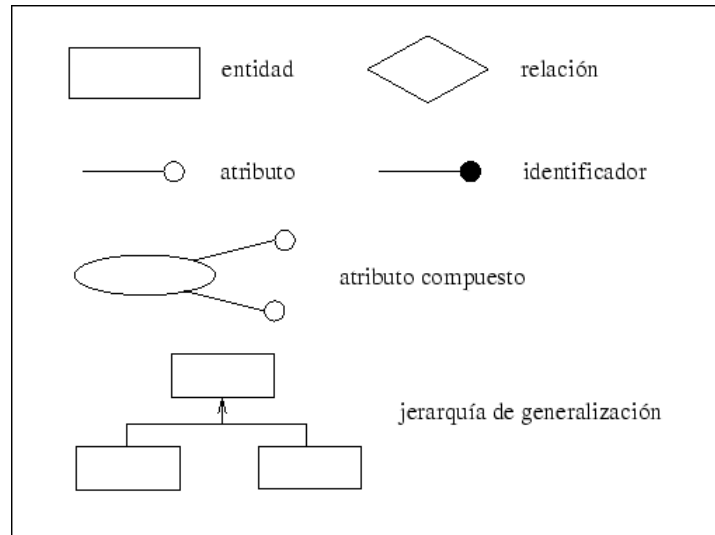 entidad
relación
atributo
identificador
atributo compuesto
jerarquía de generalización